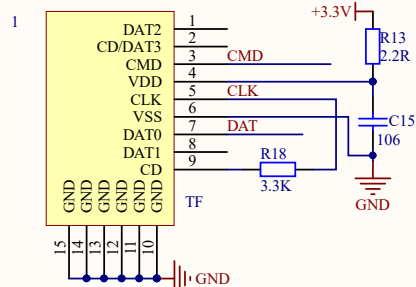 1
+3.3V
R13
2.2R
DAT2 1
CD/DAT3 2
CMD 3 CMD
VDD 4
CLK 5 CLK
VSS 6
C15
106
DAT0 7 DAT
DAT1 8
CD 9
R18
3.3K
GND GND GND GND GND GND
TF
GND
15 14 13 12 11 10
GND